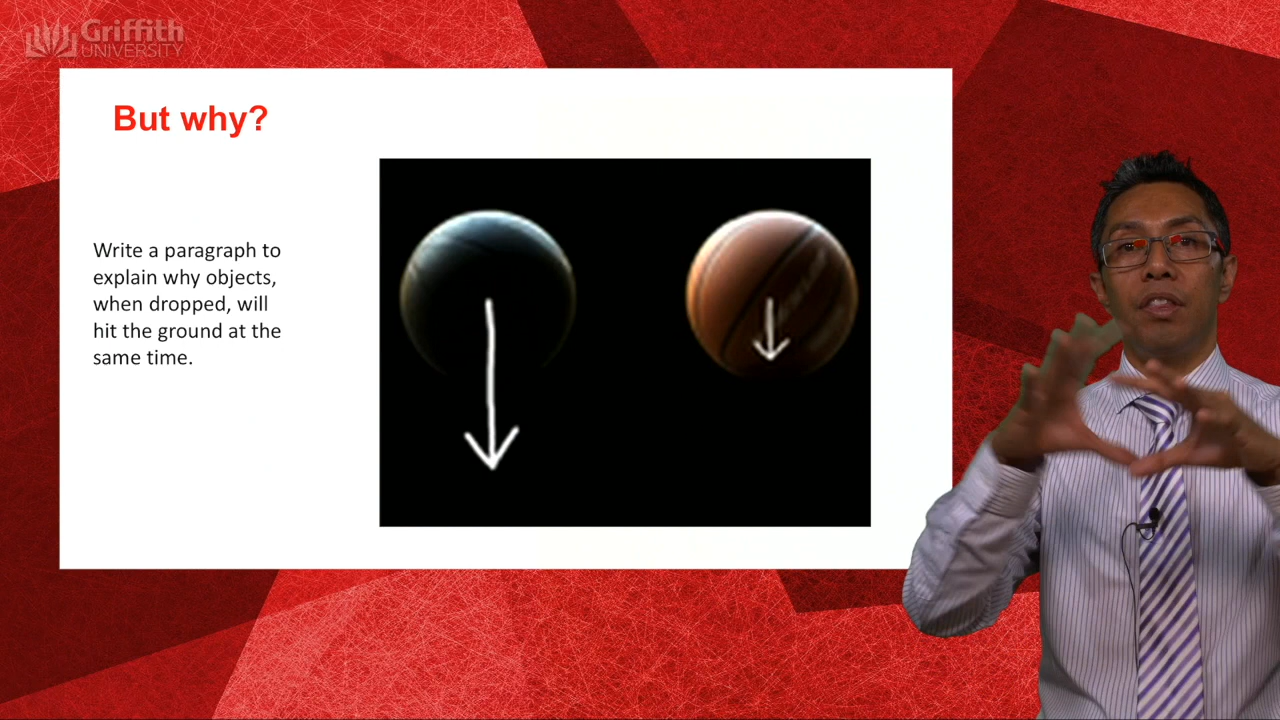 Griffith
UNIVERSITY
But why?
Write a paragraph to
explain why objects,
when dropped, will
hit the ground at the
same time.